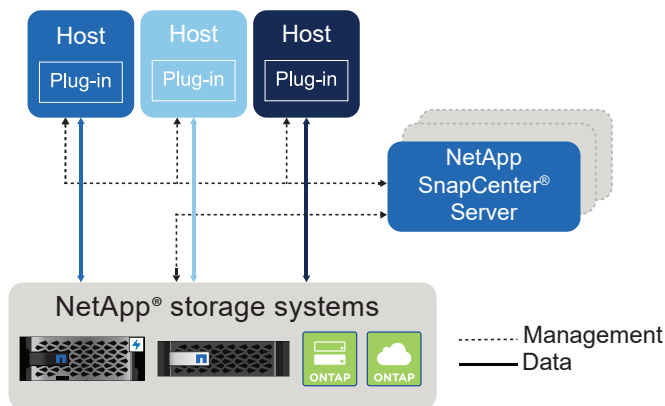 Host
Host
Host
Plug-in
Plug-in
Plug-in
NetApp
SnapCenter®
Server
NetApp® storage systems
ONTAP
ONTAP
Management
Data